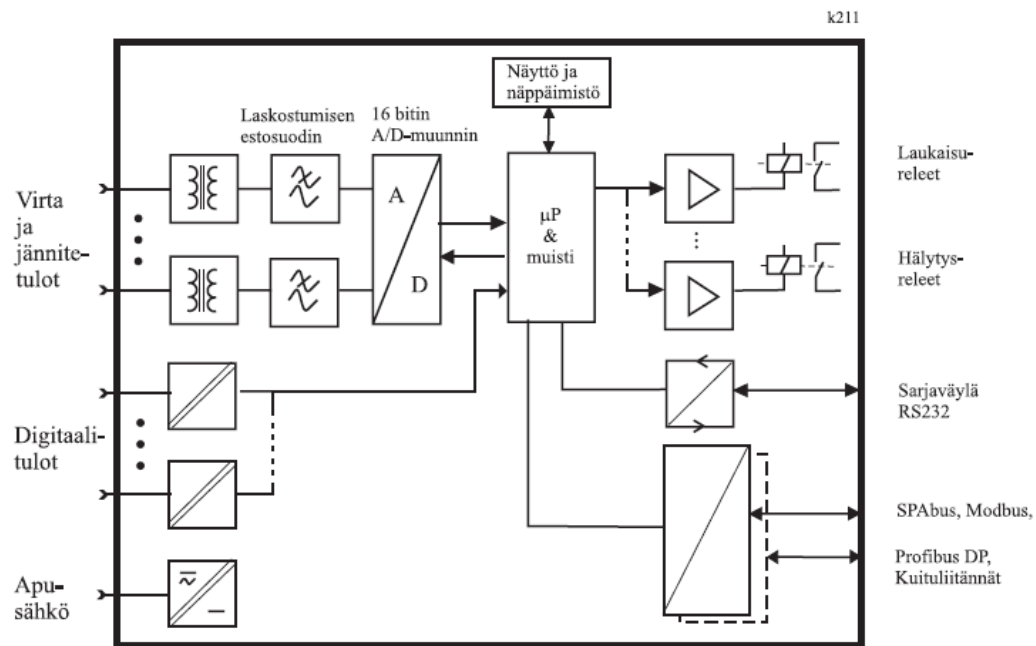 k211
Näyttö ja
näppäimistö
Laskostumisen
estosuodin
16 bitin
A/D-muunnin
Laukaisu-
releet
Virta
ja
jännite-
tulot
A
D
µP
&
muisti
Hälytys-
releet
Sarjaväylä
RS232
Digitaali-
tulot
SPAbus, Modbus,
Profibus DP,
Kuituliitännät
Apu-
sähkö